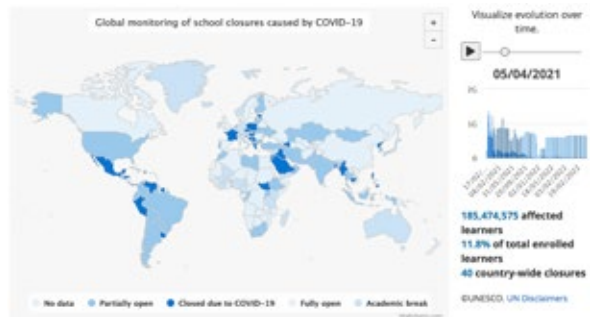 Global monitoring of school closures caused by COVID-19
+
-
Visualize evolution over
time.
05/04/2021
185,474,575 affected
learners
11.8% of total enrolled
learners
40 country-wide closures
©UNESCO, UN Disclaimers
No data
Partially open
Closed due to COVID-19
Fully open
Academic break